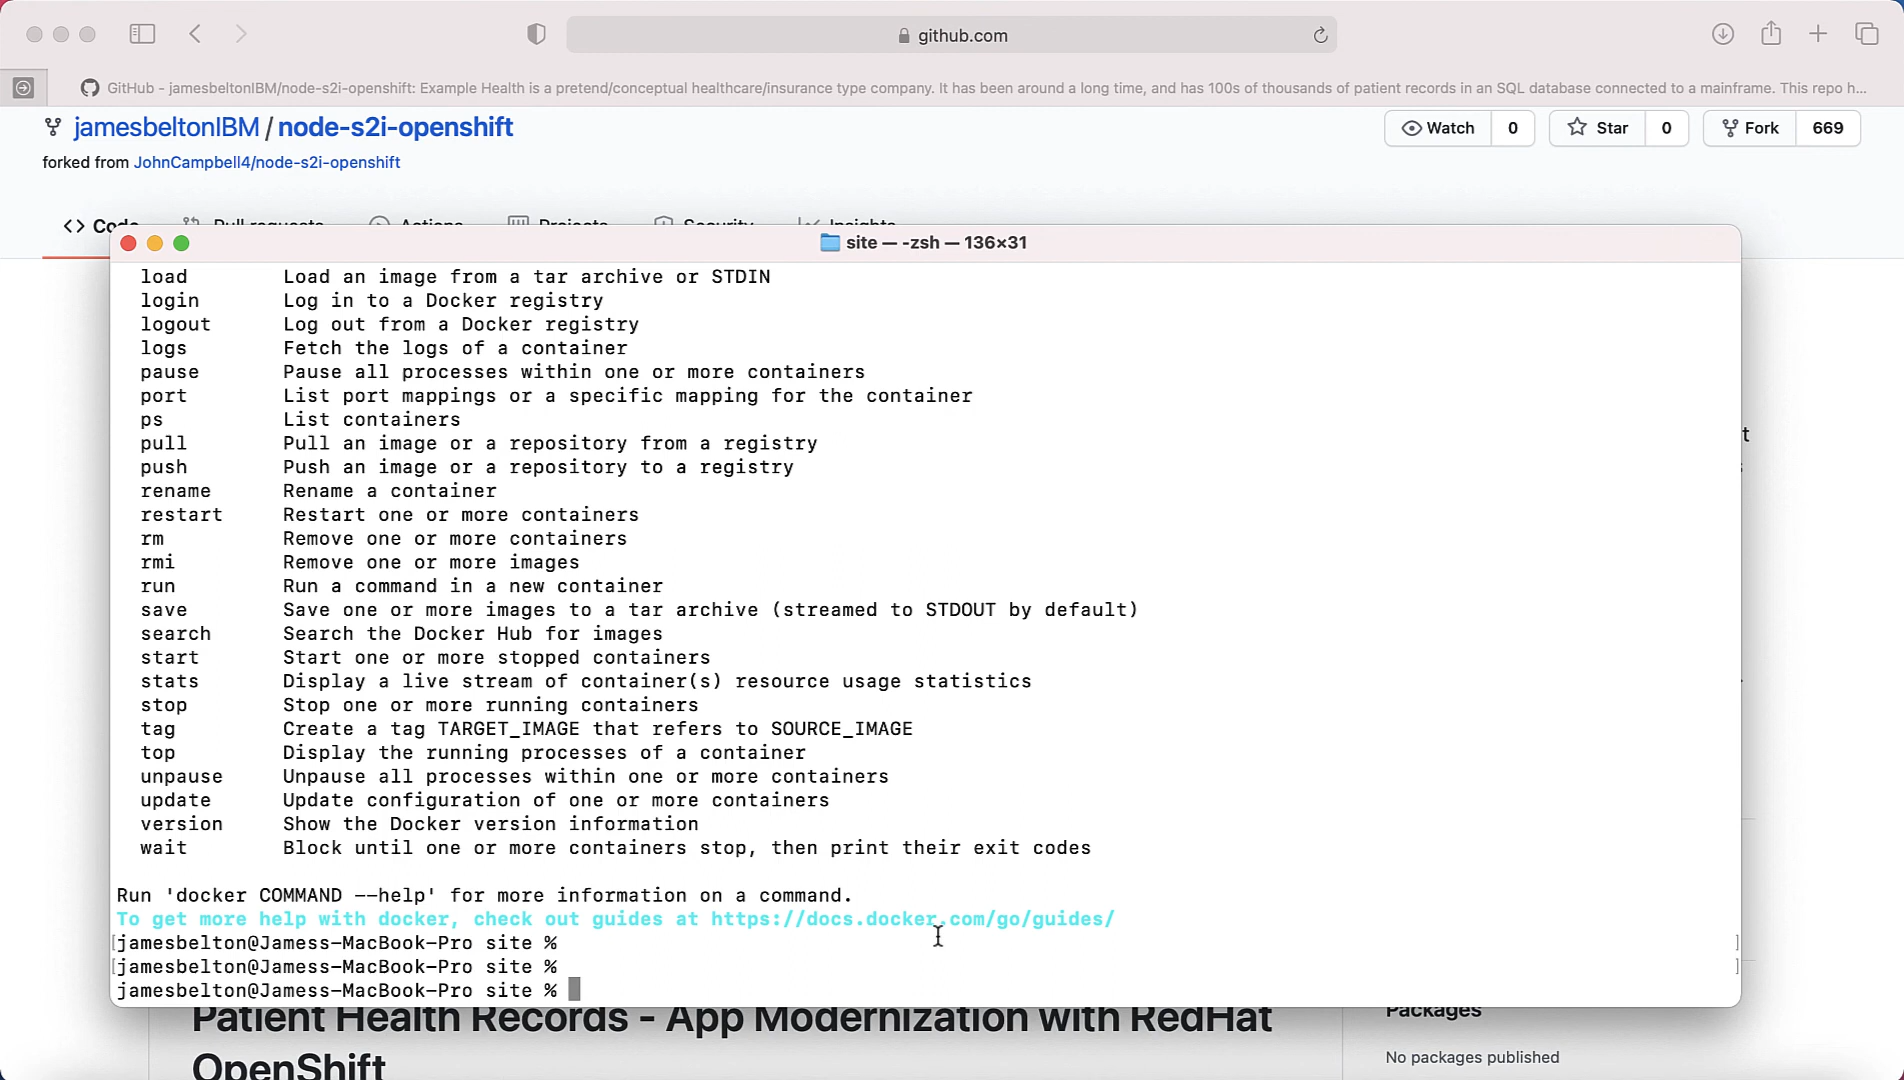 github.com
GitHub - jamesbeltonIBM/node-s2i-openshift: Example Health is a pretend/conceptual healthcare/insurance type company. It has been around a long time, and has 100s of thousands of patient records in an SQL database connected to a mainframe. This repo h...
jamesbeltonIBM / node-s2i-openshift
Watch 0 Star 0 Fork 669
forked from JohnCampbell4/node-s2i-openshift
<> Code Pull requests Actions Projects Security Insights
site — -zsh — 136×31
load Load an image from a tar archive or STDIN
login Log in to a Docker registry
logout Log out from a Docker registry
logs Fetch the logs of a container
pause Pause all processes within one or more containers
port List port mappings or a specific mapping for the container
ps List containers
pull Pull an image or a repository from a registry
push Push an image or a repository to a registry
rename Rename a container
restart Restart one or more containers
rm Remove one or more containers
rmi Remove one or more images
run Run a command in a new container
save Save one or more images to a tar archive (streamed to STDOUT by default)
search Search the Docker Hub for images
start Start one or more stopped containers
stats Display a live stream of container(s) resource usage statistics
stop Stop one or more running containers
tag Create a tag TARGET_IMAGE that refers to SOURCE_IMAGE
top Display the running processes of a container
unpause Unpause all processes within one or more containers
update Update configuration of one or more containers
version Show the Docker version information
wait Block until one or more containers stop, then print their exit codes
Run 'docker COMMAND --help' for more information on a command.
To get more help with docker, check out guides at https://docs.docker.com/go/guides/
[jamesbelton@Jamess-MacBook-Pro site % ]
[jamesbelton@Jamess-MacBook-Pro site % ]
jamesbelton@Jamess-MacBook-Pro site %
Patient Health Records - App Modernization with RedHat
OpenShift
Packages
No packages published